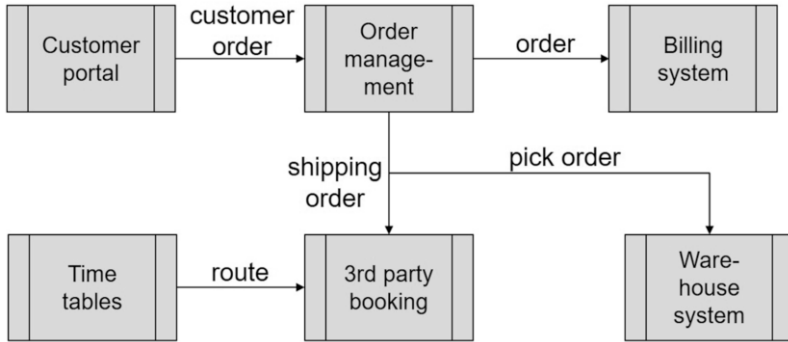 Customer
portal
customer
order
Order
manage-
ment
order
Billing
system
shipping
order
pick order
Time
tables
route
3rd party
booking
Ware-
house
system